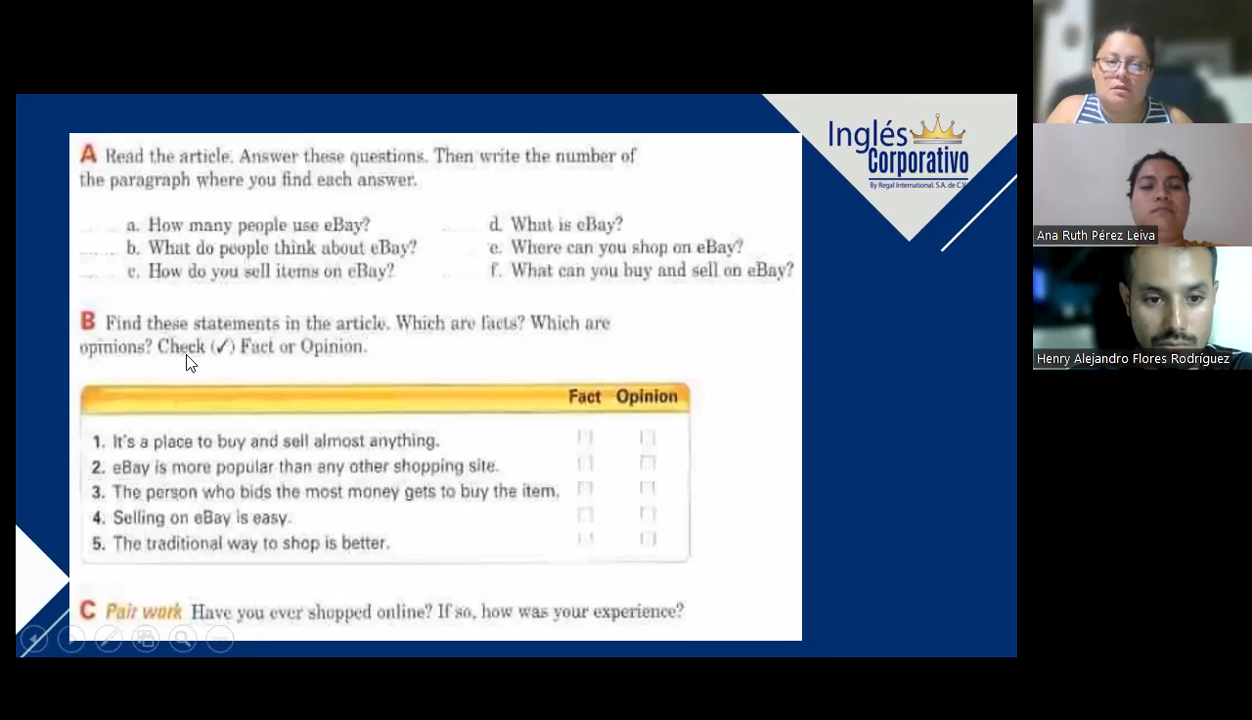 A Read the article. Answer these questions. Then write the number of
the paragraph where you find each answer.
a. How many people use eBay?
b. What do people think about eBay?
c. How do you sell items on eBay?
d. What is eBay?
e. Where can you shop on eBay?
f. What can you buy and sell on eBay?
B Find these statements in the article. Which are facts? Which are
opinions? Check (✓) Fact or Opinion.
Fact Opinion
1. It's a place to buy and sell almost anything.
2. eBay is more popular than any other shopping site.
3. The person who bids the most money gets to buy the item.
4. Selling on eBay is easy.
5. The traditional way to shop is better.
C Pair work Have you ever shopped online? If so, how was your experience?
Inglés
Corporativo
By Regal International, S.A. de C.V.
Ana Ruth Pérez Leiva
Henry Alejandro Flores Rodríguez